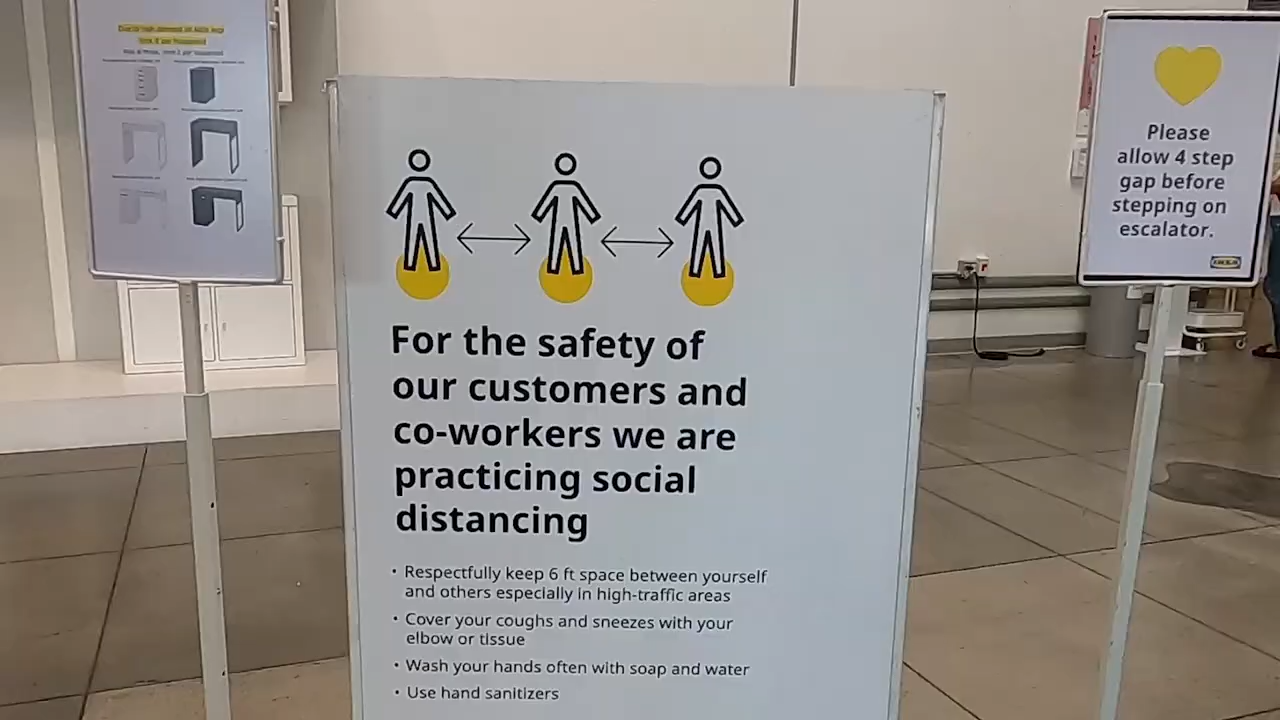 For the safety of
our customers and
co-workers we are
practicing social
distancing
• Respectfully keep 6 ft space between yourself
and others especially in high-traffic areas
• Cover your coughs and sneezes with your
elbow or tissue
• Wash your hands often with soap and water
• Use hand sanitizers
Please
allow 4 step
gap before
stepping on
escalator.
IKEA